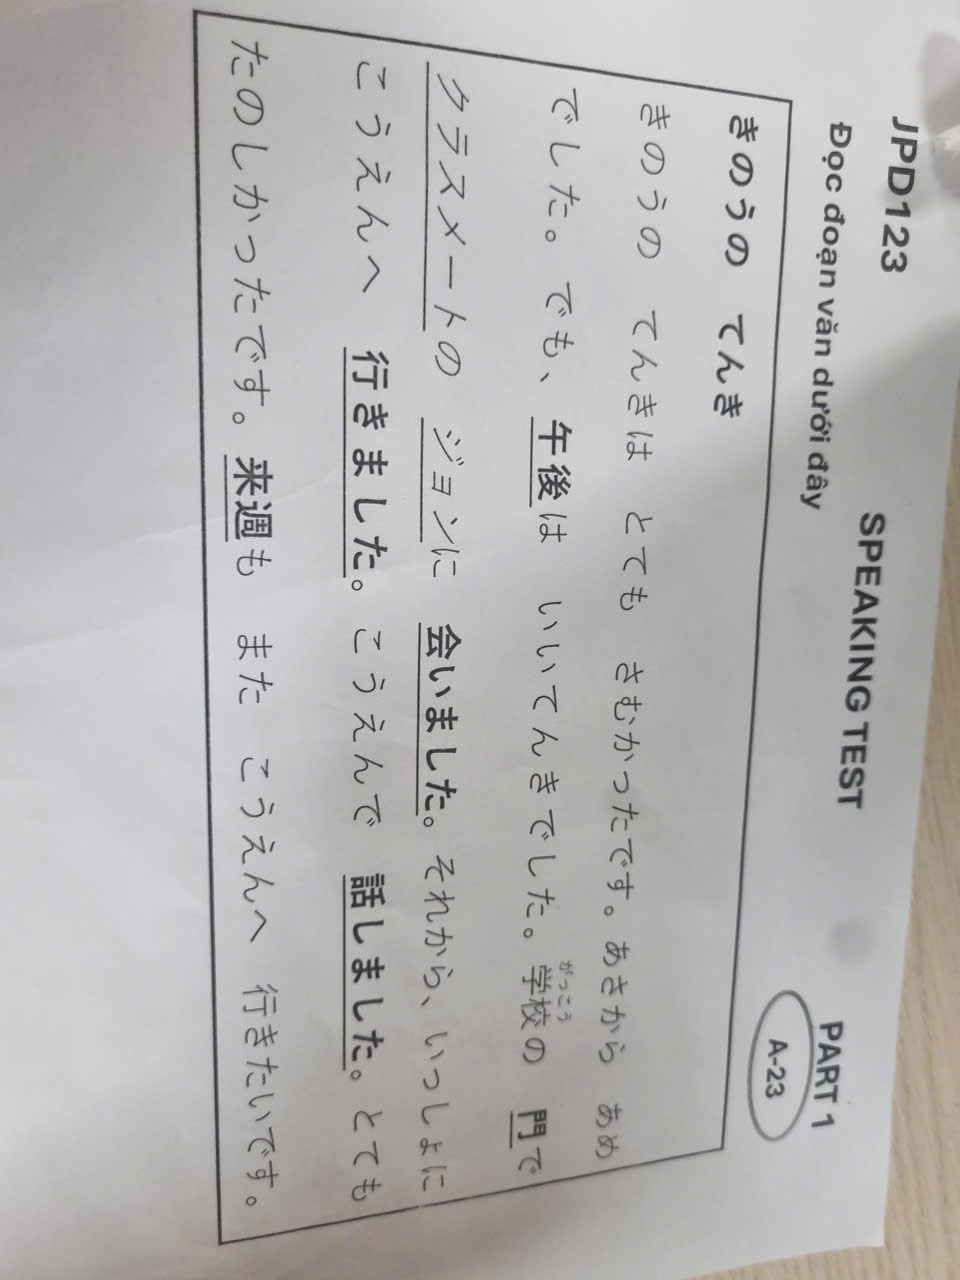 JPD123 SPEAKING TEST PART 1
Đọc đoạn văn dưới đây A-23
きのうの てんき
きのうの てんきは とても さむかったです。あさから あめ
でした。でも、午後は いいてんきでした。学校の 門で
がっこう
クラスメートの ジョンに 会いました。それから、いっしょに
こうえんへ 行きました。こうえんで 話しました。とても
たのしかったです。来週も また こうえんへ 行きたいです。